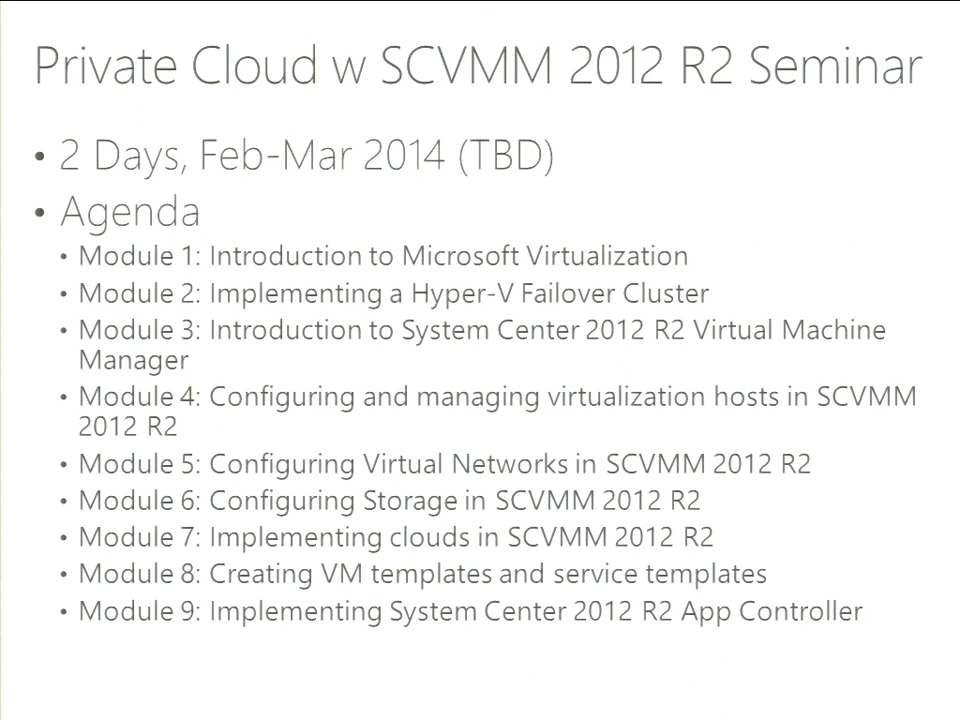 Private Cloud w SCVMM 2012 R2 Seminar
• 2 Days, Feb-Mar 2014 (TBD)
• Agenda
• Module 1: Introduction to Microsoft Virtualization
• Module 2: Implementing a Hyper-V Failover Cluster
• Module 3: Introduction to System Center 2012 R2 Virtual Machine
Manager
• Module 4: Configuring and managing virtualization hosts in SCVMM
2012 R2
• Module 5: Configuring Virtual Networks in SCVMM 2012 R2
• Module 6: Configuring Storage in SCVMM 2012 R2
• Module 7: Implementing clouds in SCVMM 2012 R2
• Module 8: Creating VM templates and service templates
• Module 9: Implementing System Center 2012 R2 App Controller